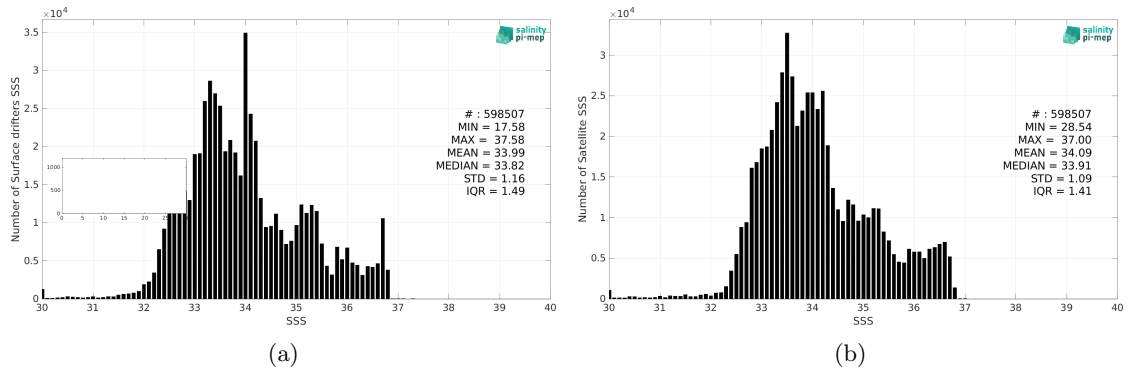 ×10⁴
salinity
pi-mep
Number of Surface drifters SSS
3.5
3
2.5
2
1.5
1
0.5
0
# : 598507
MIN = 17.58
MAX = 37.58
MEAN = 33.99
MEDIAN = 33.82
STD = 1.16
IQR = 1.49
1000
500
0
0 5 10 15 20 25
30 31 32 33 34 35 36 37 38 39 40
SSS
(a)
×10⁴
salinity
pi-mep
Number of Satellite SSS
3
2.5
2
1.5
1
0.5
0
# : 598507
MIN = 28.54
MAX = 37.00
MEAN = 34.09
MEDIAN = 33.91
STD = 1.09
IQR = 1.41
30 31 32 33 34 35 36 37 38 39 40
SSS
(b)